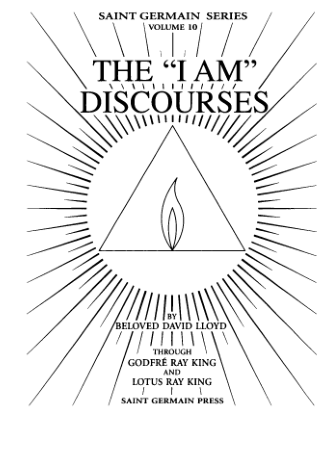 SAINT GERMAIN SERIES
VOLUME 10
THE “I AM”
DISCOURSES
BY
BELOVED DAVID LLOYD
THROUGH
GODFRÉ RAY KING
AND
LOTUS RAY KING
SAINT GERMAIN PRESS